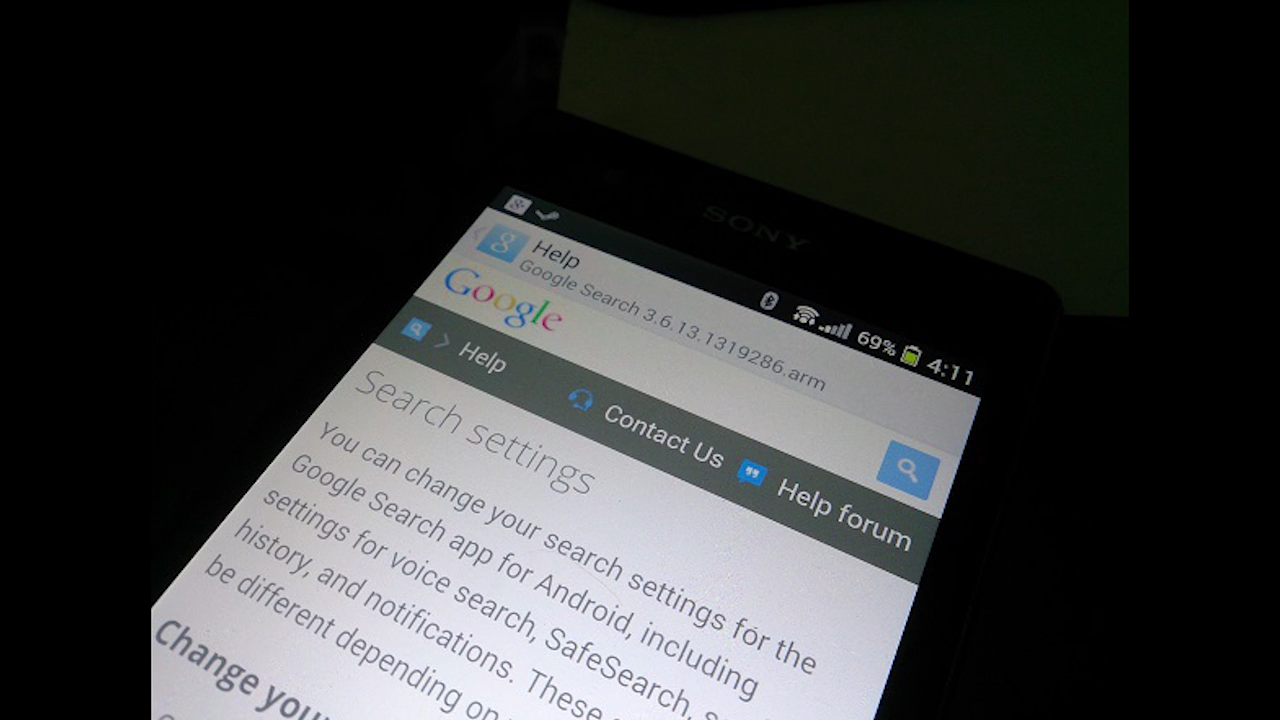 SONY
69% 4:11
Help
Google Search 3.6.13.1319286.arm
Google
Help Contact Us Help forum
Search settings
You can change your search settings for the
Google Search app for Android, including
settings for voice search, SafeSearch,
history, and notifications. These
be different depending on
Change your